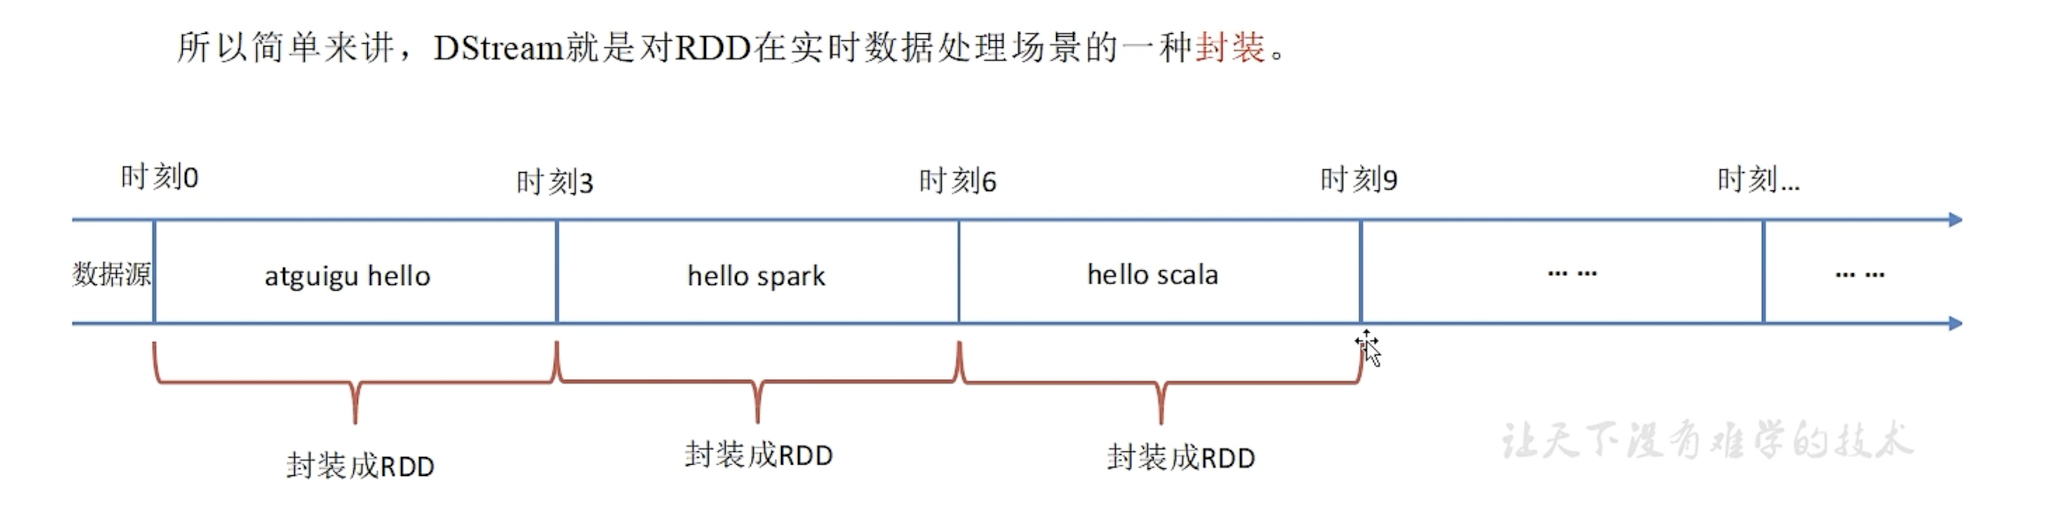 所以简单来讲，DStream就是对RDD在实时数据处理场景的一种封装。
时刻0 时刻3 时刻6 时刻9 时刻...
数据源 atguigu hello hello spark hello scala ... ... ... ...
封装成RDD 封装成RDD 封装成RDD
让天下没有难学的技术